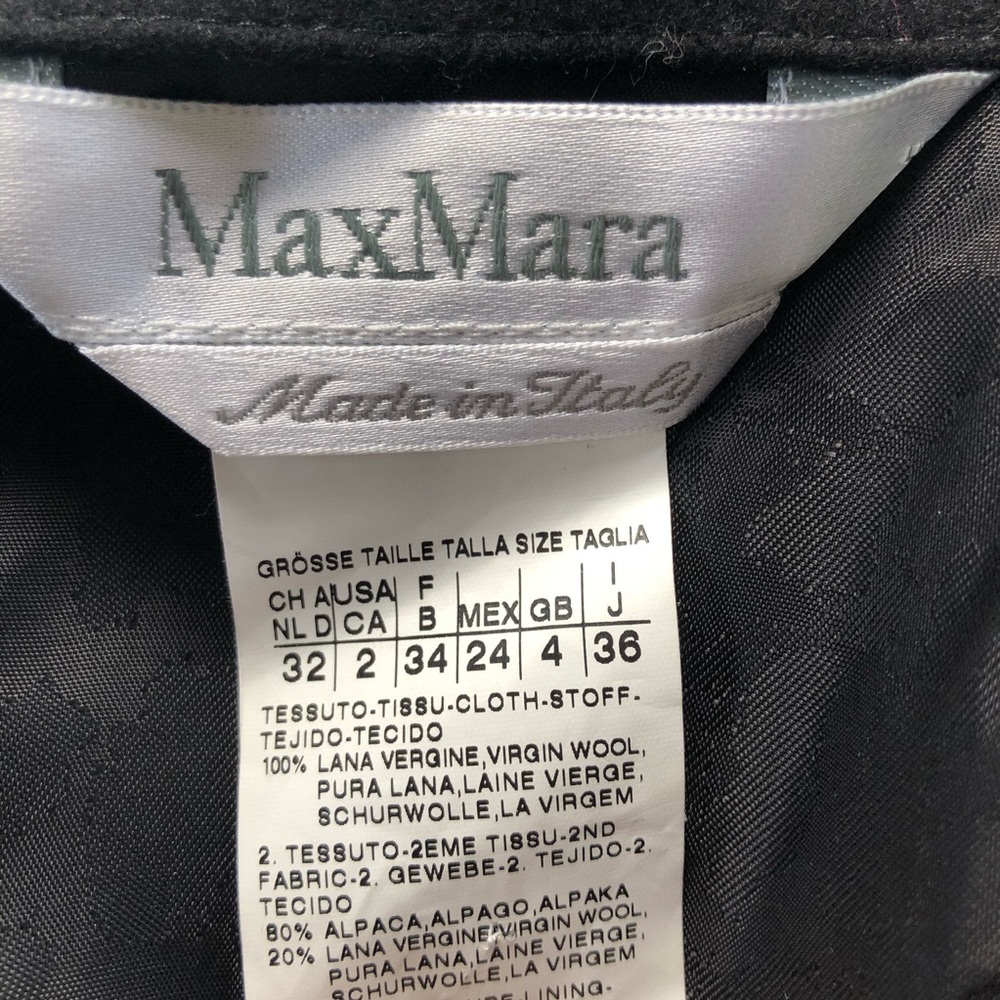 MaxMara
Made in Italy
GRÖSSE TAILLE TALLA SIZE TAGLIA
CH A USA F I
NL D CA B MEX GB J
32 2 34 24 4 36
TESSUTO-TISSU-CLOTH-STOFF-
TEJIDO-TECIDO
100% LANA VERGINE,VIRGIN WOOL,
PURA LANA,LAINE VIERGE,
SCHURWOLLE,LA VIRGEM
2. TESSUTO-2EME TISSU-2ND
FABRIC-2. GEWEBE-2. TEJIDO-2.
TECIDO
80% ALPACA,ALPAGO,ALPAKA
20% LANA VERGINE,VIRGIN WOOL,
PURA LANA,LAINE VIERGE,
SCHURWOLLE,LA VIRGEM
LINING-